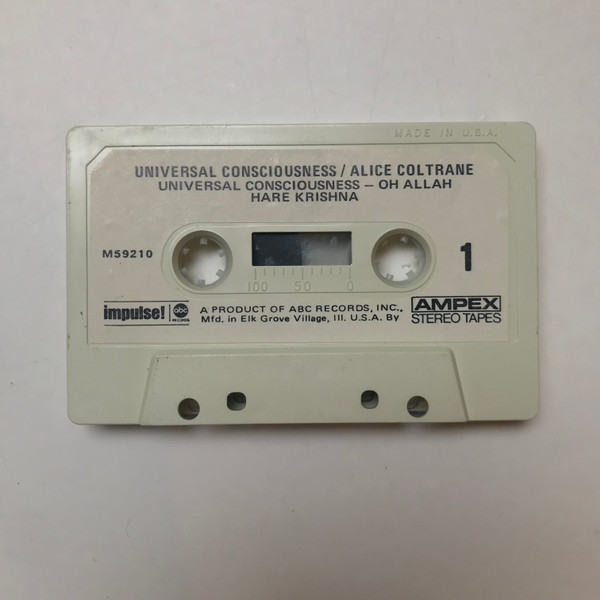 MADE IN U.S.A.
UNIVERSAL CONSCIOUSNESS / ALICE COLTRANE
UNIVERSAL CONSCIOUSNESS – OH ALLAH
HARE KRISHNA
M59210
1
100 50 0
impulse! abc RECORDS
A PRODUCT OF ABC RECORDS, INC.,
Mfd. in Elk Grove Village, Ill. U.S.A. By
AMPEX
STEREO TAPES